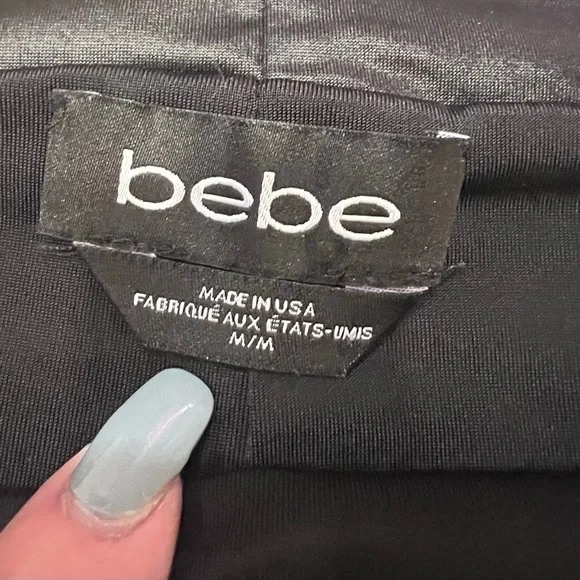 bebe
MADE IN USA
FABRIQUÉ AUX ÉTATS-UNIS
M/M